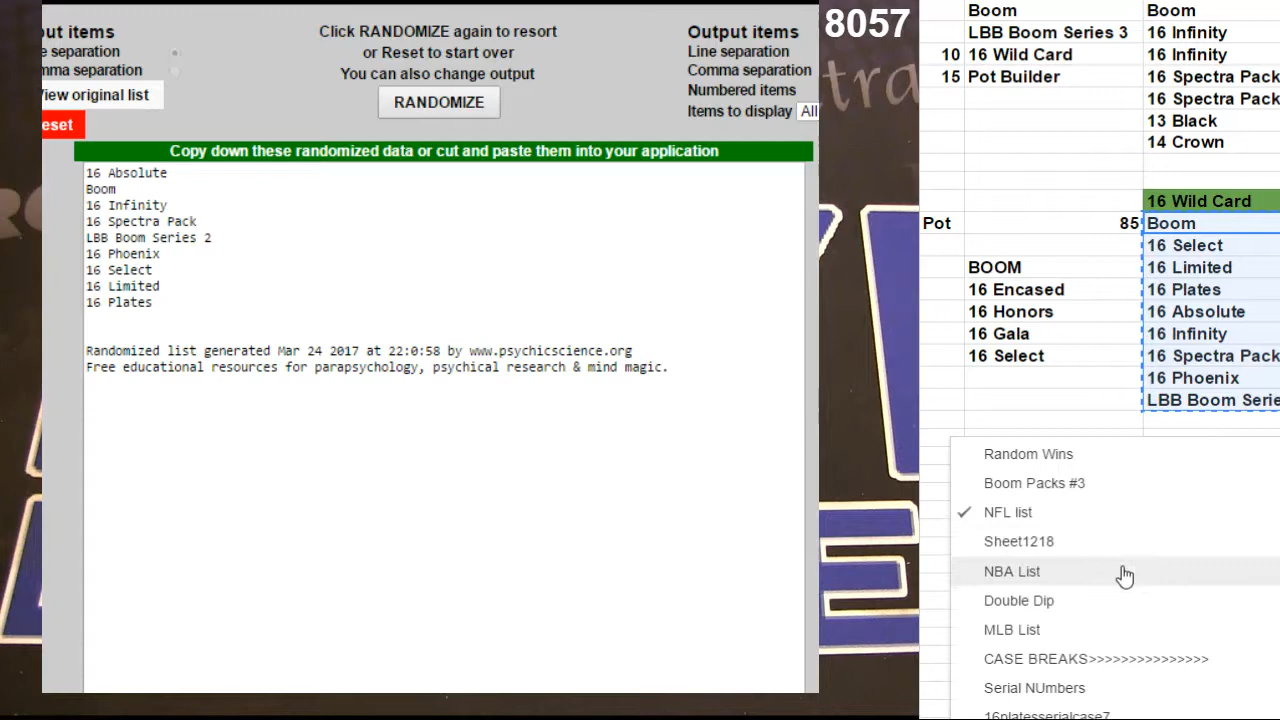 put items
e separation
mma separation
View original list
eset
Click RANDOMIZE again to resort
or Reset to start over
You can also change output
RANDOMIZE
Output items
Line separation
Comma separation
Numbered items
Items to display All
Copy down these randomized data or cut and paste them into your application
16 Absolute
Boom
16 Infinity
16 Spectra Pack
LBB Boom Series 2
16 Phoenix
16 Select
16 Limited
16 Plates
Randomized list generated Mar 24 2017 at 22:0:58 by www.psychicscience.org
Free educational resources for parapsychology, psychical research & mind magic.
8057
tra
Boom
LBB Boom Series 3
10 16 Wild Card
15 Pot Builder
Pot 85
BOOM
16 Encased
16 Honors
16 Gala
16 Select
Boom
16 Infinity
16 Infinity
16 Spectra Pack
16 Spectra Pack
13 Black
14 Crown
16 Wild Card
Boom
16 Select
16 Limited
16 Plates
16 Absolute
16 Infinity
16 Spectra Pack
16 Phoenix
LBB Boom Serie
Random Wins
Boom Packs #3
NFL list
Sheet1218
NBA List
Double Dip
MLB List
CASE BREAKS>>>>>>>>>>>>>>>
Serial NUmbers
16platesserialcase7